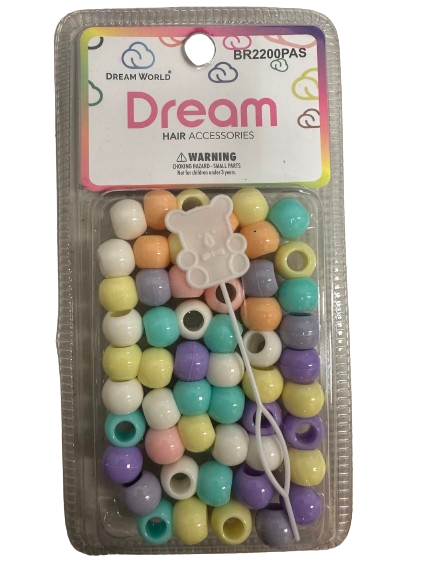 BR2200PAS
DREAM WORLD®
Dream
HAIR ACCESSORIES
⚠WARNING
CHOKING HAZARD - SMALL PARTS
Not for children under 3 years.